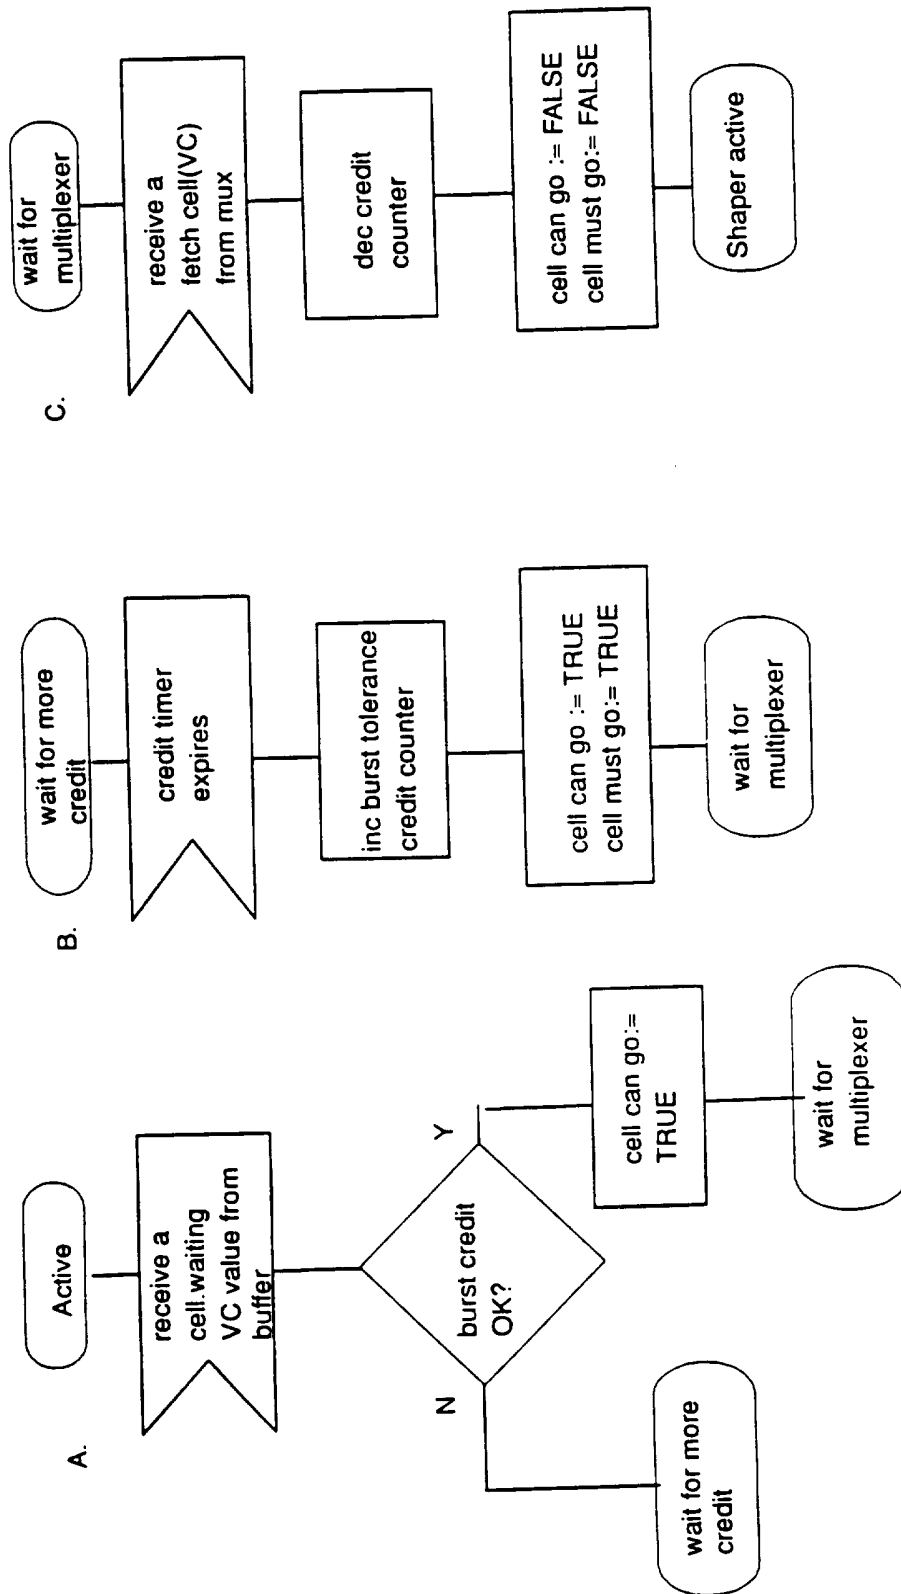 A.
Active
receive a
cell.waiting
VC value from
buffer
burst credit
OK?
N
Y
wait for more
credit
cell can go:=
TRUE
wait for
multiplexer
B.
wait for more
credit
credit timer
expires
inc burst tolerance
credit counter
cell can go := TRUE
cell must go:= TRUE
wait for
multiplexer
C.
wait for
multiplexer
receive a
fetch cell(VC)
from mux
dec credit
counter
cell can go := FALSE
cell must go:= FALSE
Shaper active